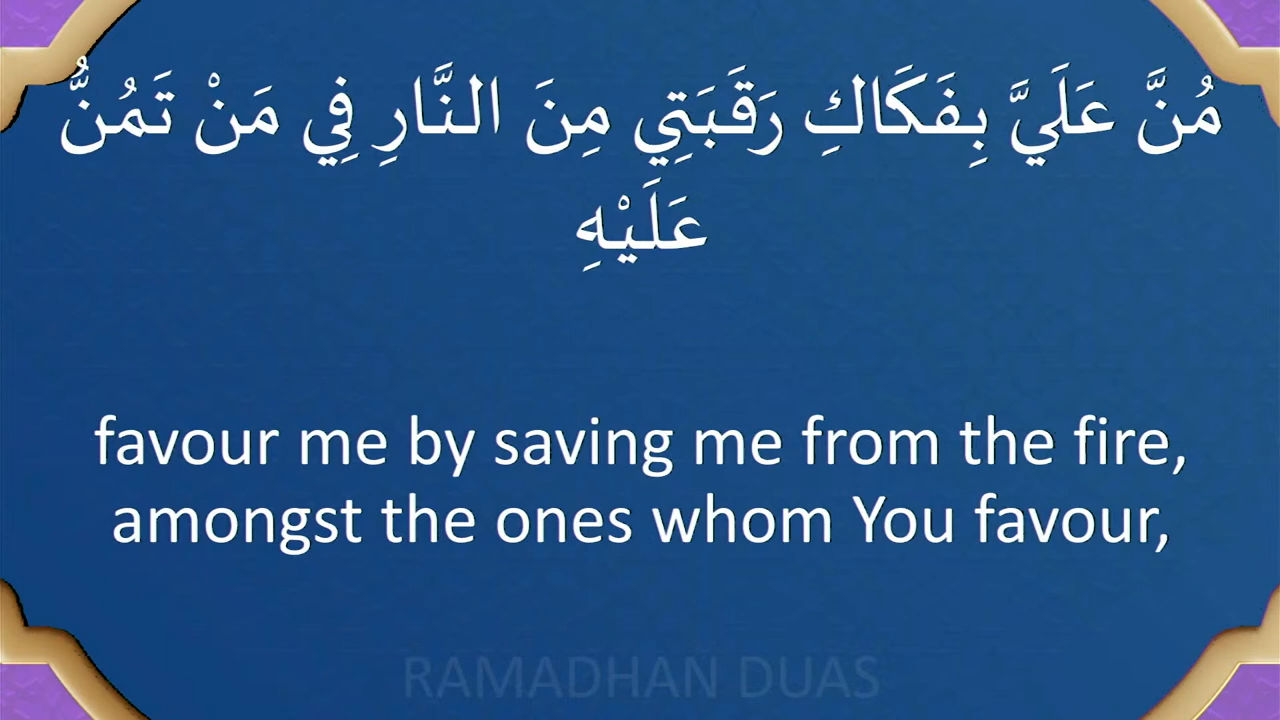 مُنَّ عَلَيَّ بِفَكَاكِ رَقَبَتِي مِنَ النَّارِ فِي مَنْ تَمُنُّ
عَلَيْهِ
favour me by saving me from the fire,
amongst the ones whom You favour,
RAMADHAN DUAS